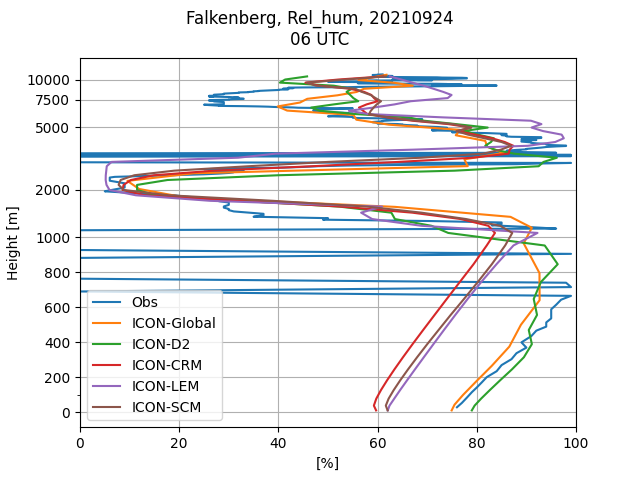 Falkenberg, Rel_hum, 20210924
06 UTC
10000
7500
5000
2000
1000
800
600
400
200
0
Height [m]
Obs
ICON-Global
ICON-D2
ICON-CRM
ICON-LEM
ICON-SCM
0 20 40 60 80 100
[%]